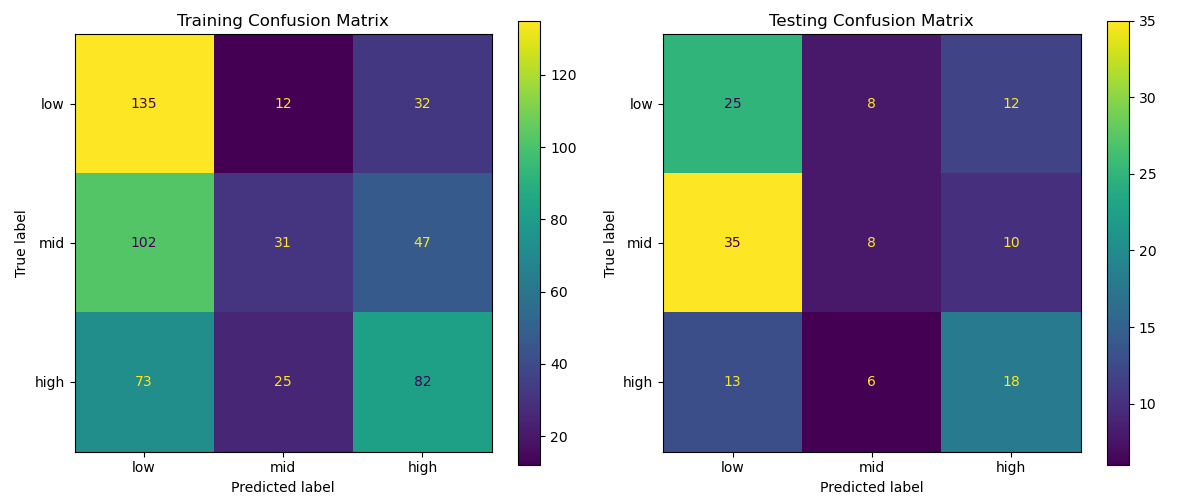 Training Confusion Matrix
low 135 12 32
mid 102 31 47
high 73 25 82
low mid high
Predicted label
True label
120
100
80
60
40
20
Testing Confusion Matrix
low 25 8 12
mid 35 8 10
high 13 6 18
low mid high
Predicted label
True label
35
30
25
20
15
10